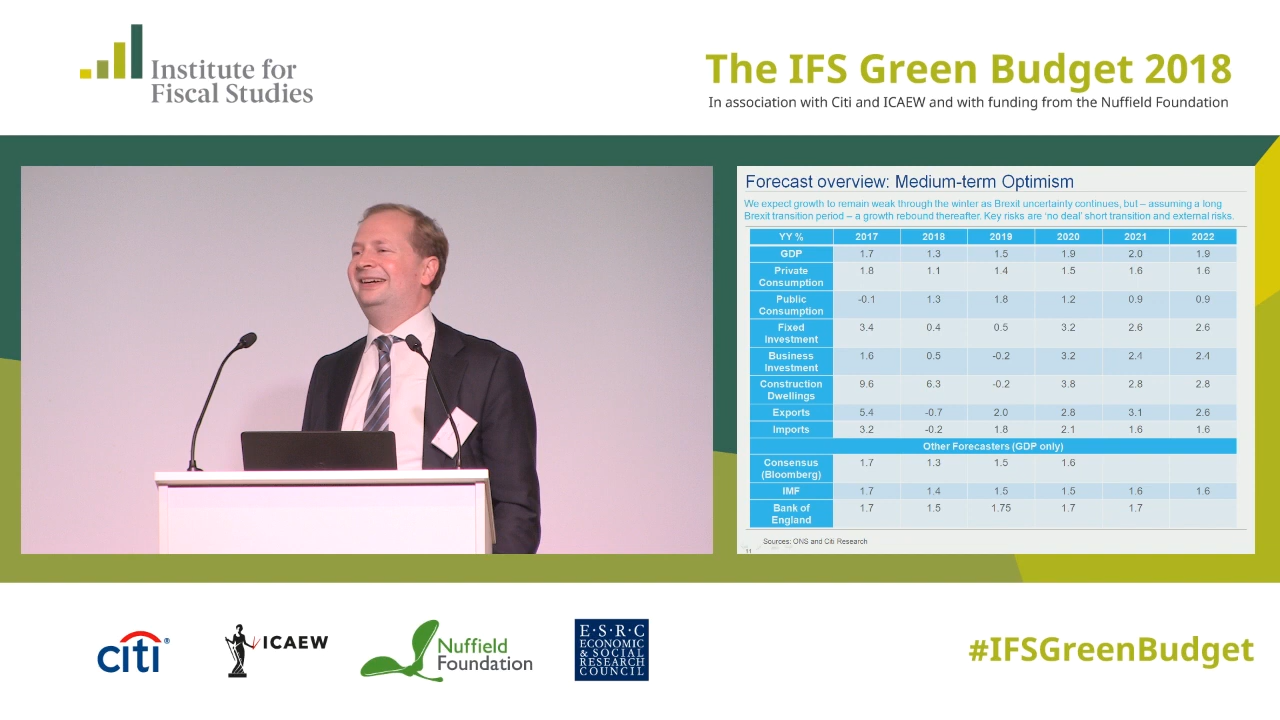 Institute for
Fiscal Studies
The IFS Green Budget 2018
In association with Citi and ICAEW and with funding from the Nuffield Foundation
Forecast overview: Medium-term Optimism
We expect growth to remain weak through the winter as Brexit uncertainty continues, but – assuming a long
Brexit transition period – a growth rebound thereafter. Key risks are 'no deal' short transition and external risks.
YY % 2017 2018 2019 2020 2021 2022
GDP 1.7 1.3 1.5 1.9 2.0 1.9
Private
Consumption 1.8 1.1 1.4 1.5 1.6 1.6
Public
Consumption -0.1 1.3 1.8 1.2 0.9 0.9
Fixed
Investment 3.4 0.4 0.5 3.2 2.6 2.6
Business
Investment 1.6 0.5 -0.2 3.2 2.4 2.4
Construction
Dwellings 9.6 6.3 -0.2 3.8 2.8 2.8
Exports 5.4 -0.7 2.0 2.8 3.1 2.6
Imports 3.2 -0.2 1.8 2.1 1.6 1.6
Other Forecasters (GDP only)
Consensus
(Bloomberg) 1.7 1.3 1.5 1.6
IMF 1.7 1.4 1.5 1.5 1.6 1.6
Bank of
England 1.7 1.5 1.75 1.7 1.7
Sources: ONS and Citi Research
11
citi®
ICAEW
Nuffield
Foundation
E·S·R·C
ECONOMIC
& SOCIAL
RESEARCH
COUNCIL
#IFSGreenBudget